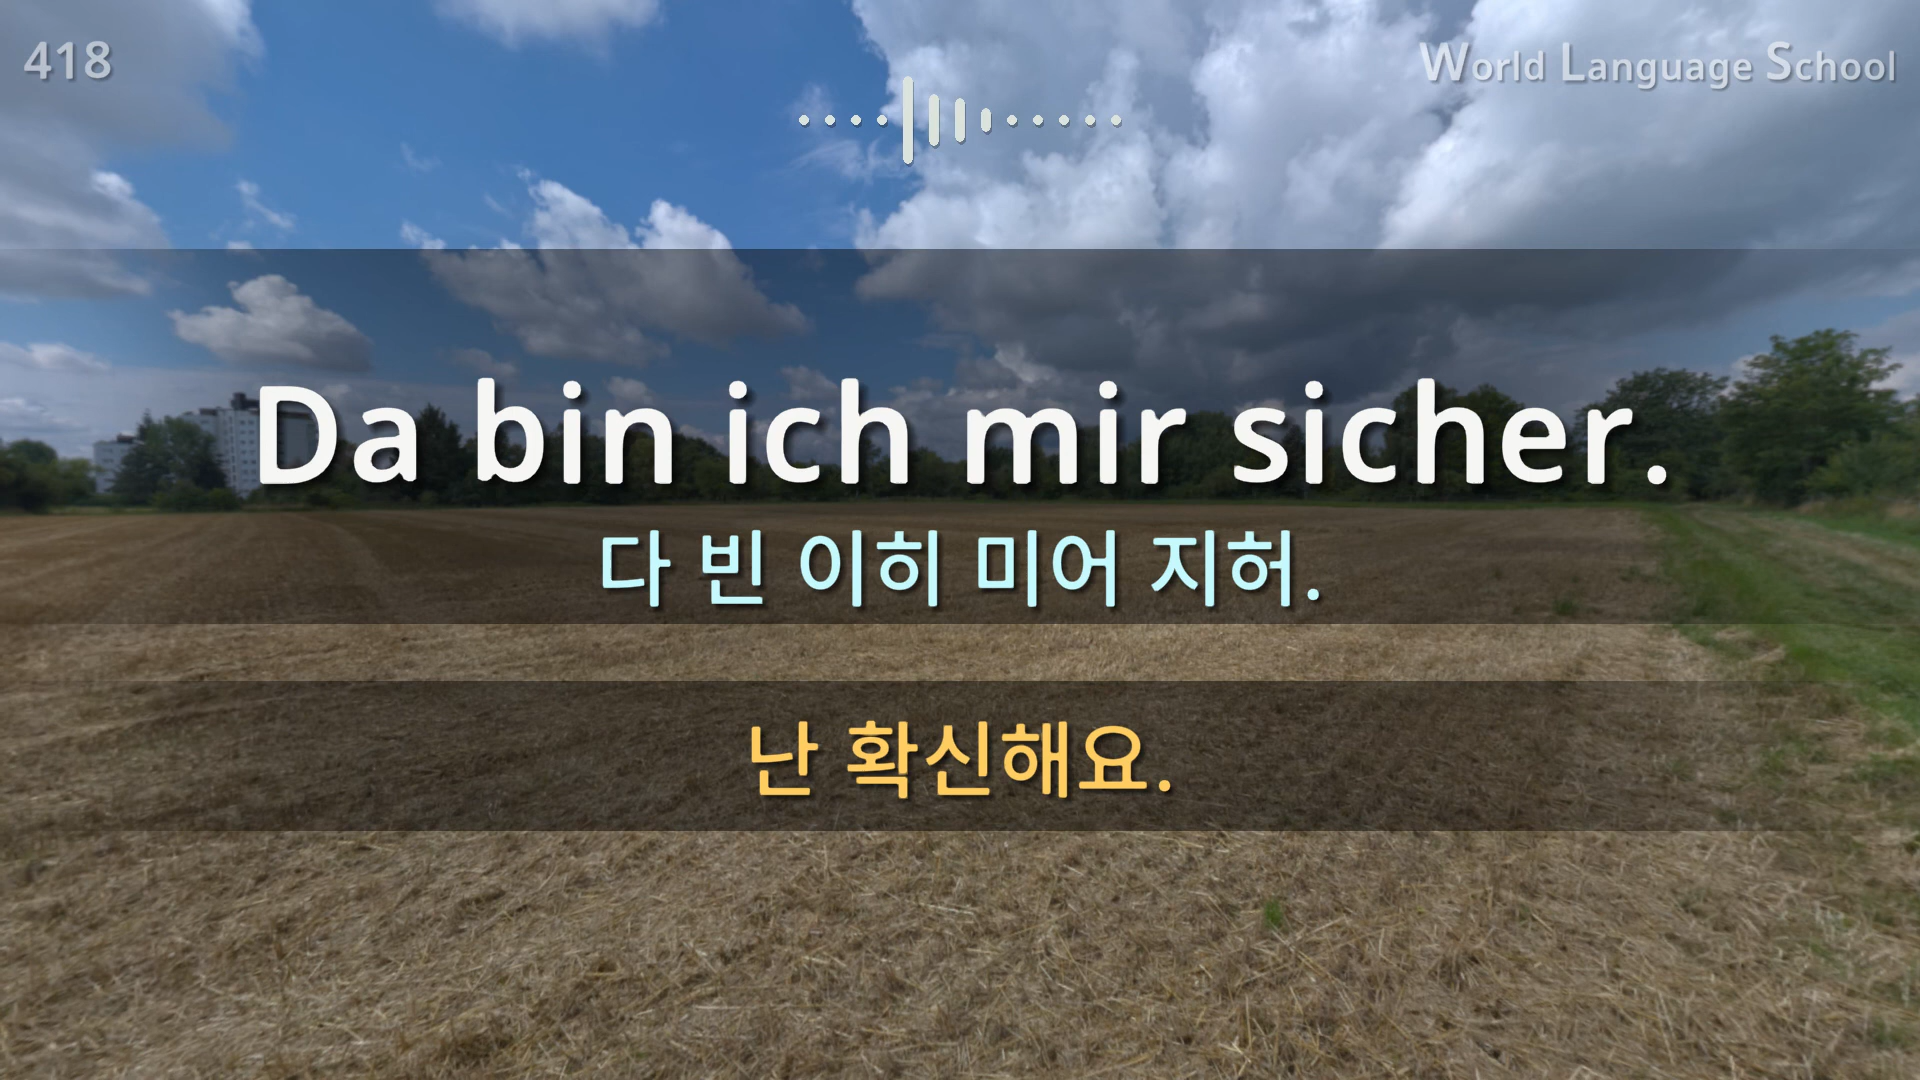 418
World Language School
Da bin ich mir sicher.
다 빈 이히 미어 지허.
난 확신해요.